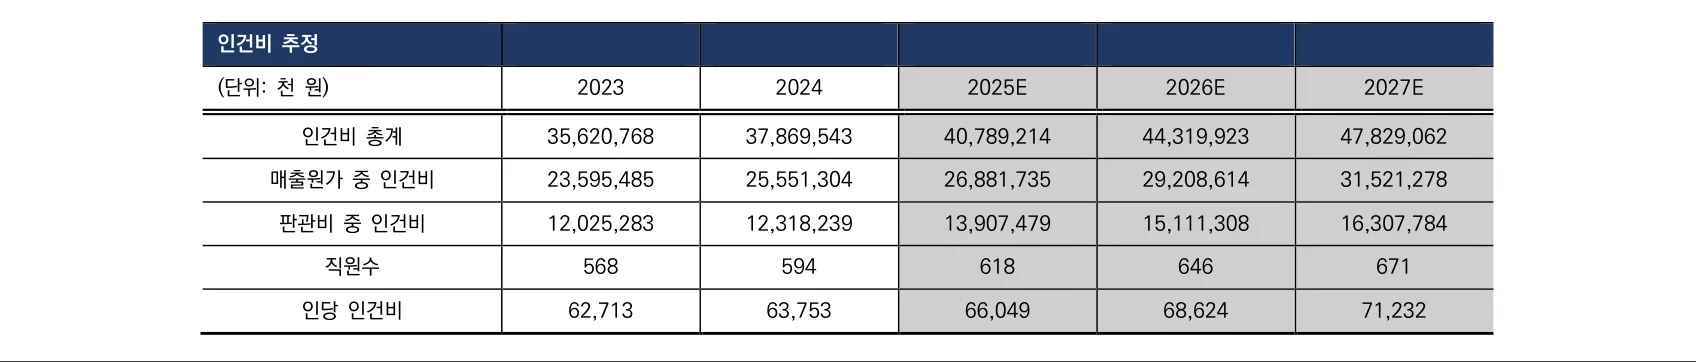 인건비 추정
(단위: 천 원) 2023 2024 2025E 2026E 2027E
인건비 총계 35,620,768 37,869,543 40,789,214 44,319,923 47,829,062
매출원가 중 인건비 23,595,485 25,551,304 26,881,735 29,208,614 31,521,278
판관비 중 인건비 12,025,283 12,318,239 13,907,479 15,111,308 16,307,784
직원수 568 594 618 646 671
인당 인건비 62,713 63,753 66,049 68,624 71,232